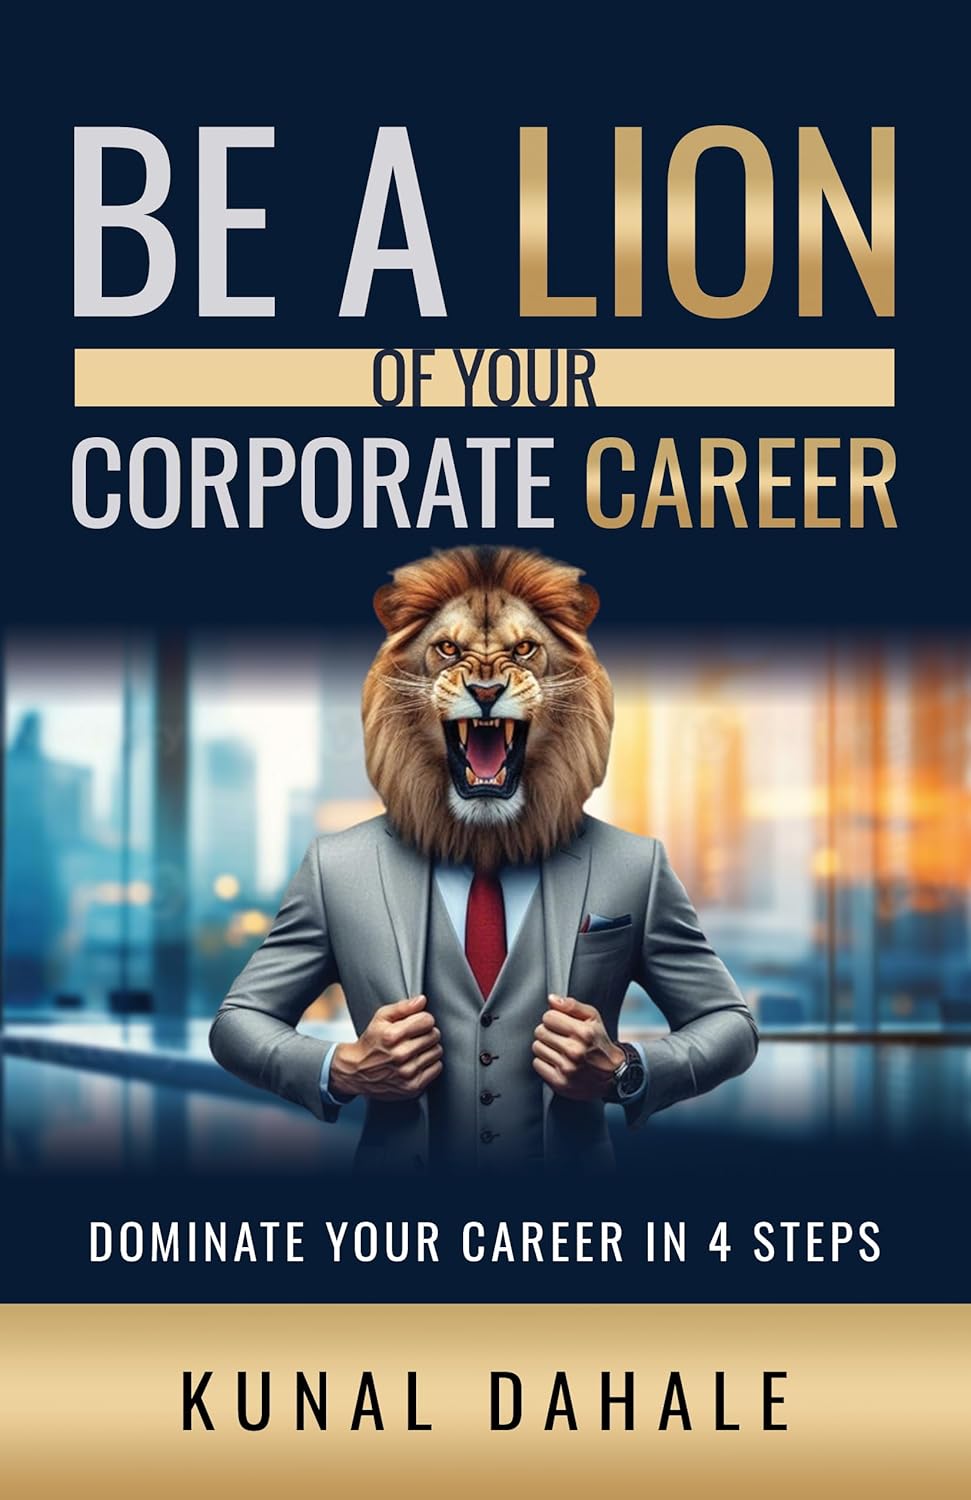 BE A LION
OF YOUR
CORPORATE CAREER
DOMINATE YOUR CAREER IN 4 STEPS
KUNAL DAHALE